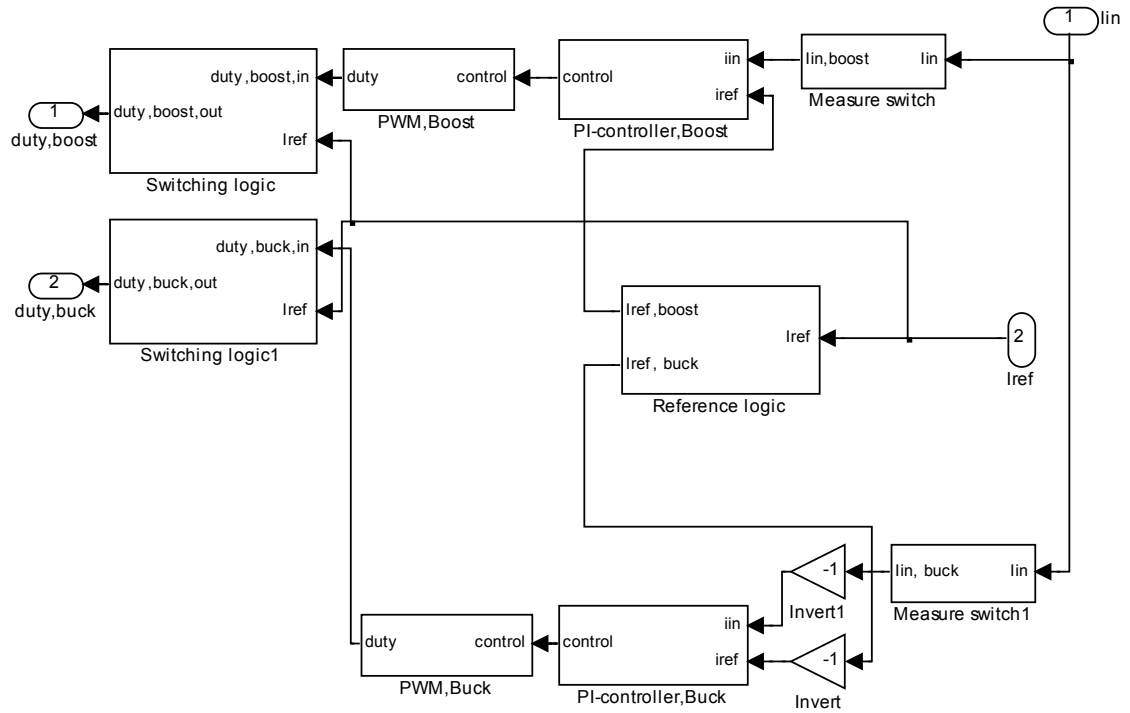 1
Iin
duty,boost,in
duty,boost,out
Iref
Switching logic
1
duty,boost
duty
control
PWM,Boost
control
iin
iref
PI-controller,Boost
Iin,boost
Iin
Measure switch
duty,buck,in
duty,buck,out
Iref
Switching logic1
2
duty,buck
Iref,boost
Iref, buck
Iref
Reference logic
2
Iref
Iin, buck
Iin
Measure switch1
-1
Invert1
-1
Invert
control
iin
iref
PI-controller,Buck
duty
control
PWM,Buck